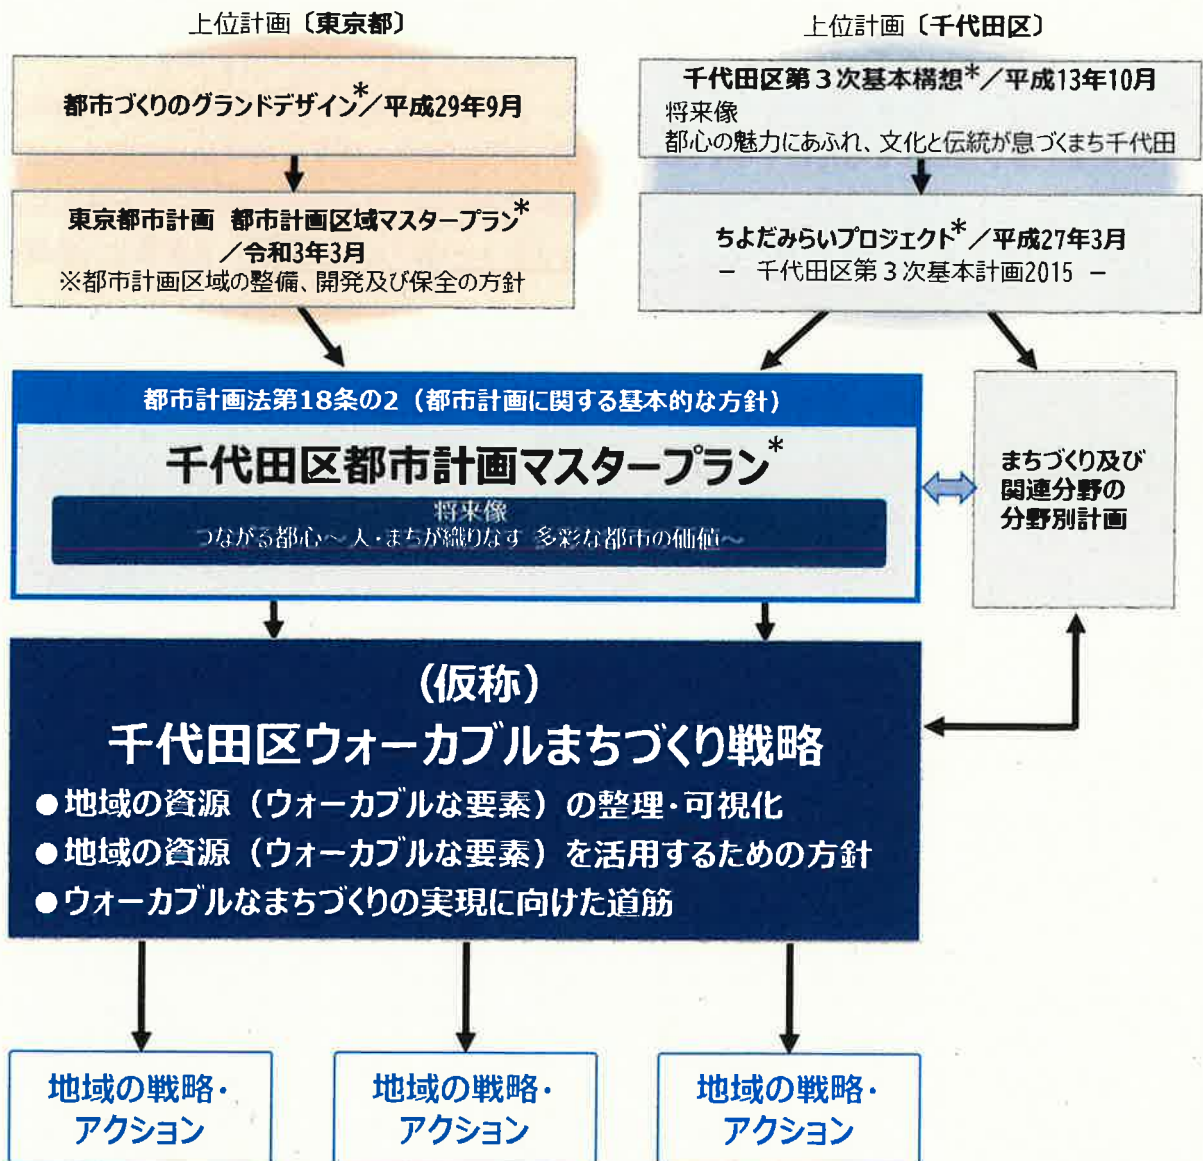 上位計画〔東京都〕
都市づくりのグランドデザイン*／平成29年9月
東京都市計画 都市計画区域マスタープラン*
／令和3年3月
※都市計画区域の整備、開発及び保全の方針
上位計画〔千代田区〕
千代田区第３次基本構想*／平成13年10月
将来像
都心の魅力にあふれ、文化と伝統が息づくまち千代田
ちよだみらいプロジェクト*／平成27年3月
－ 千代田区第３次基本計画2015 －
都市計画法第18条の2（都市計画に関する基本的な方針）
千代田区都市計画マスタープラン*
将来像
つながる都心～人・まちが織りなす 多彩な都市の価値～
まちづくり及び
関連分野の
分野別計画
（仮称）
千代田区ウォーカブルまちづくり戦略
●地域の資源（ウォーカブルな要素）の整理・可視化
●地域の資源（ウォーカブルな要素）を活用するための方針
●ウォーカブルなまちづくりの実現に向けた道筋
地域の戦略・
アクション
地域の戦略・
アクション
地域の戦略・
アクション